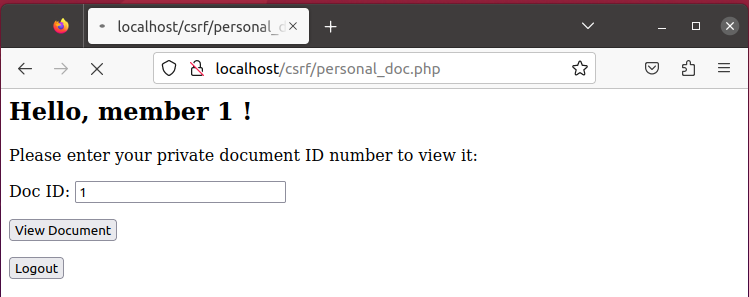 localhost/csrf/personal_d
localhost/csrf/personal_doc.php
Hello, member 1 !
Please enter your private document ID number to view it:
Doc ID: 1
View Document
Logout